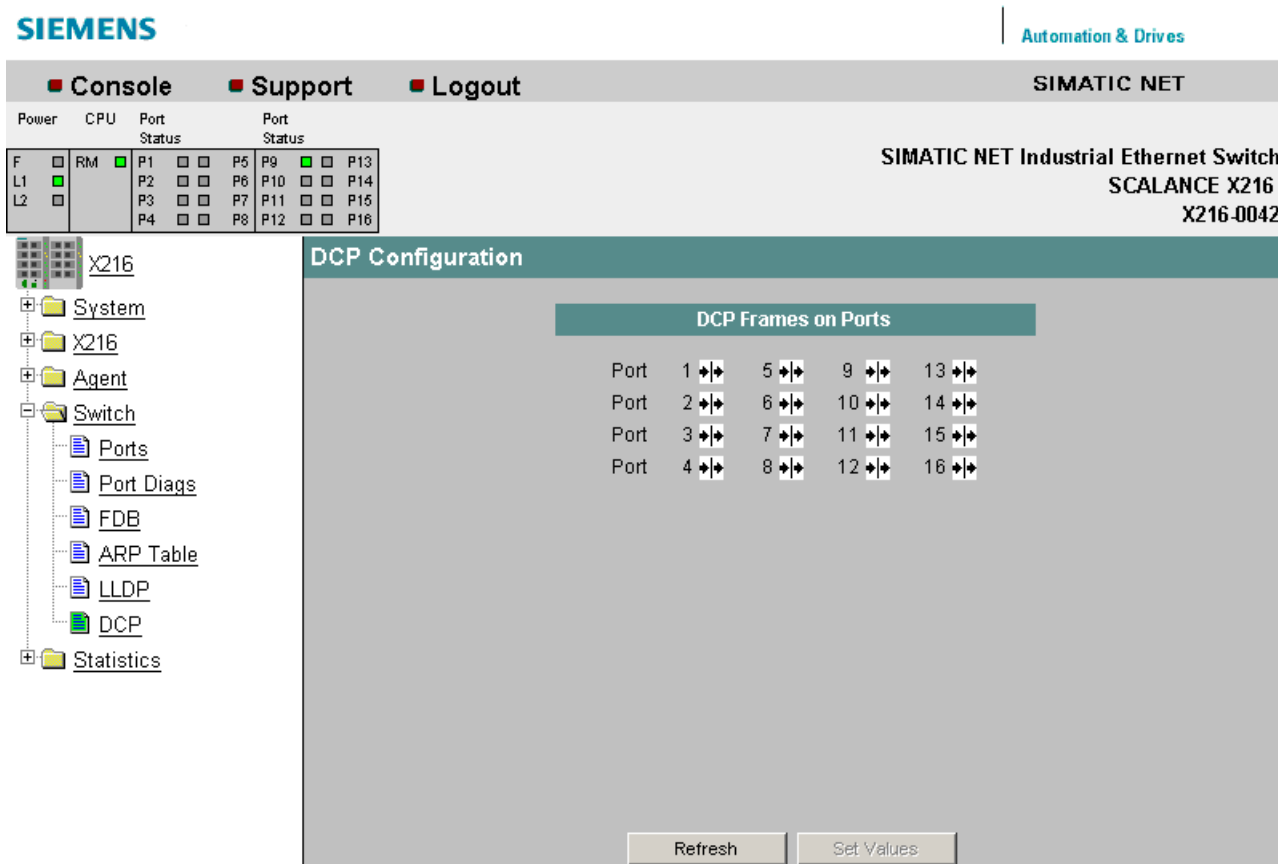 SIEMENS
Automation & Drives
Console Support Logout SIMATIC NET
Power CPU Port Status Port Status
F RM P1 P5 P9 P13
L1 P2 P6 P10 P14
L2 P3 P7 P11 P15
P4 P8 P12 P16
SIMATIC NET Industrial Ethernet Switch
SCALANCE X216
X216-0042
X216
System
X216
Agent
Switch
Ports
Port Diags
FDB
ARP Table
LLDP
DCP
Statistics
DCP Configuration
DCP Frames on Ports
Port 1 5 9 13
Port 2 6 10 14
Port 3 7 11 15
Port 4 8 12 16
Refresh Set Values